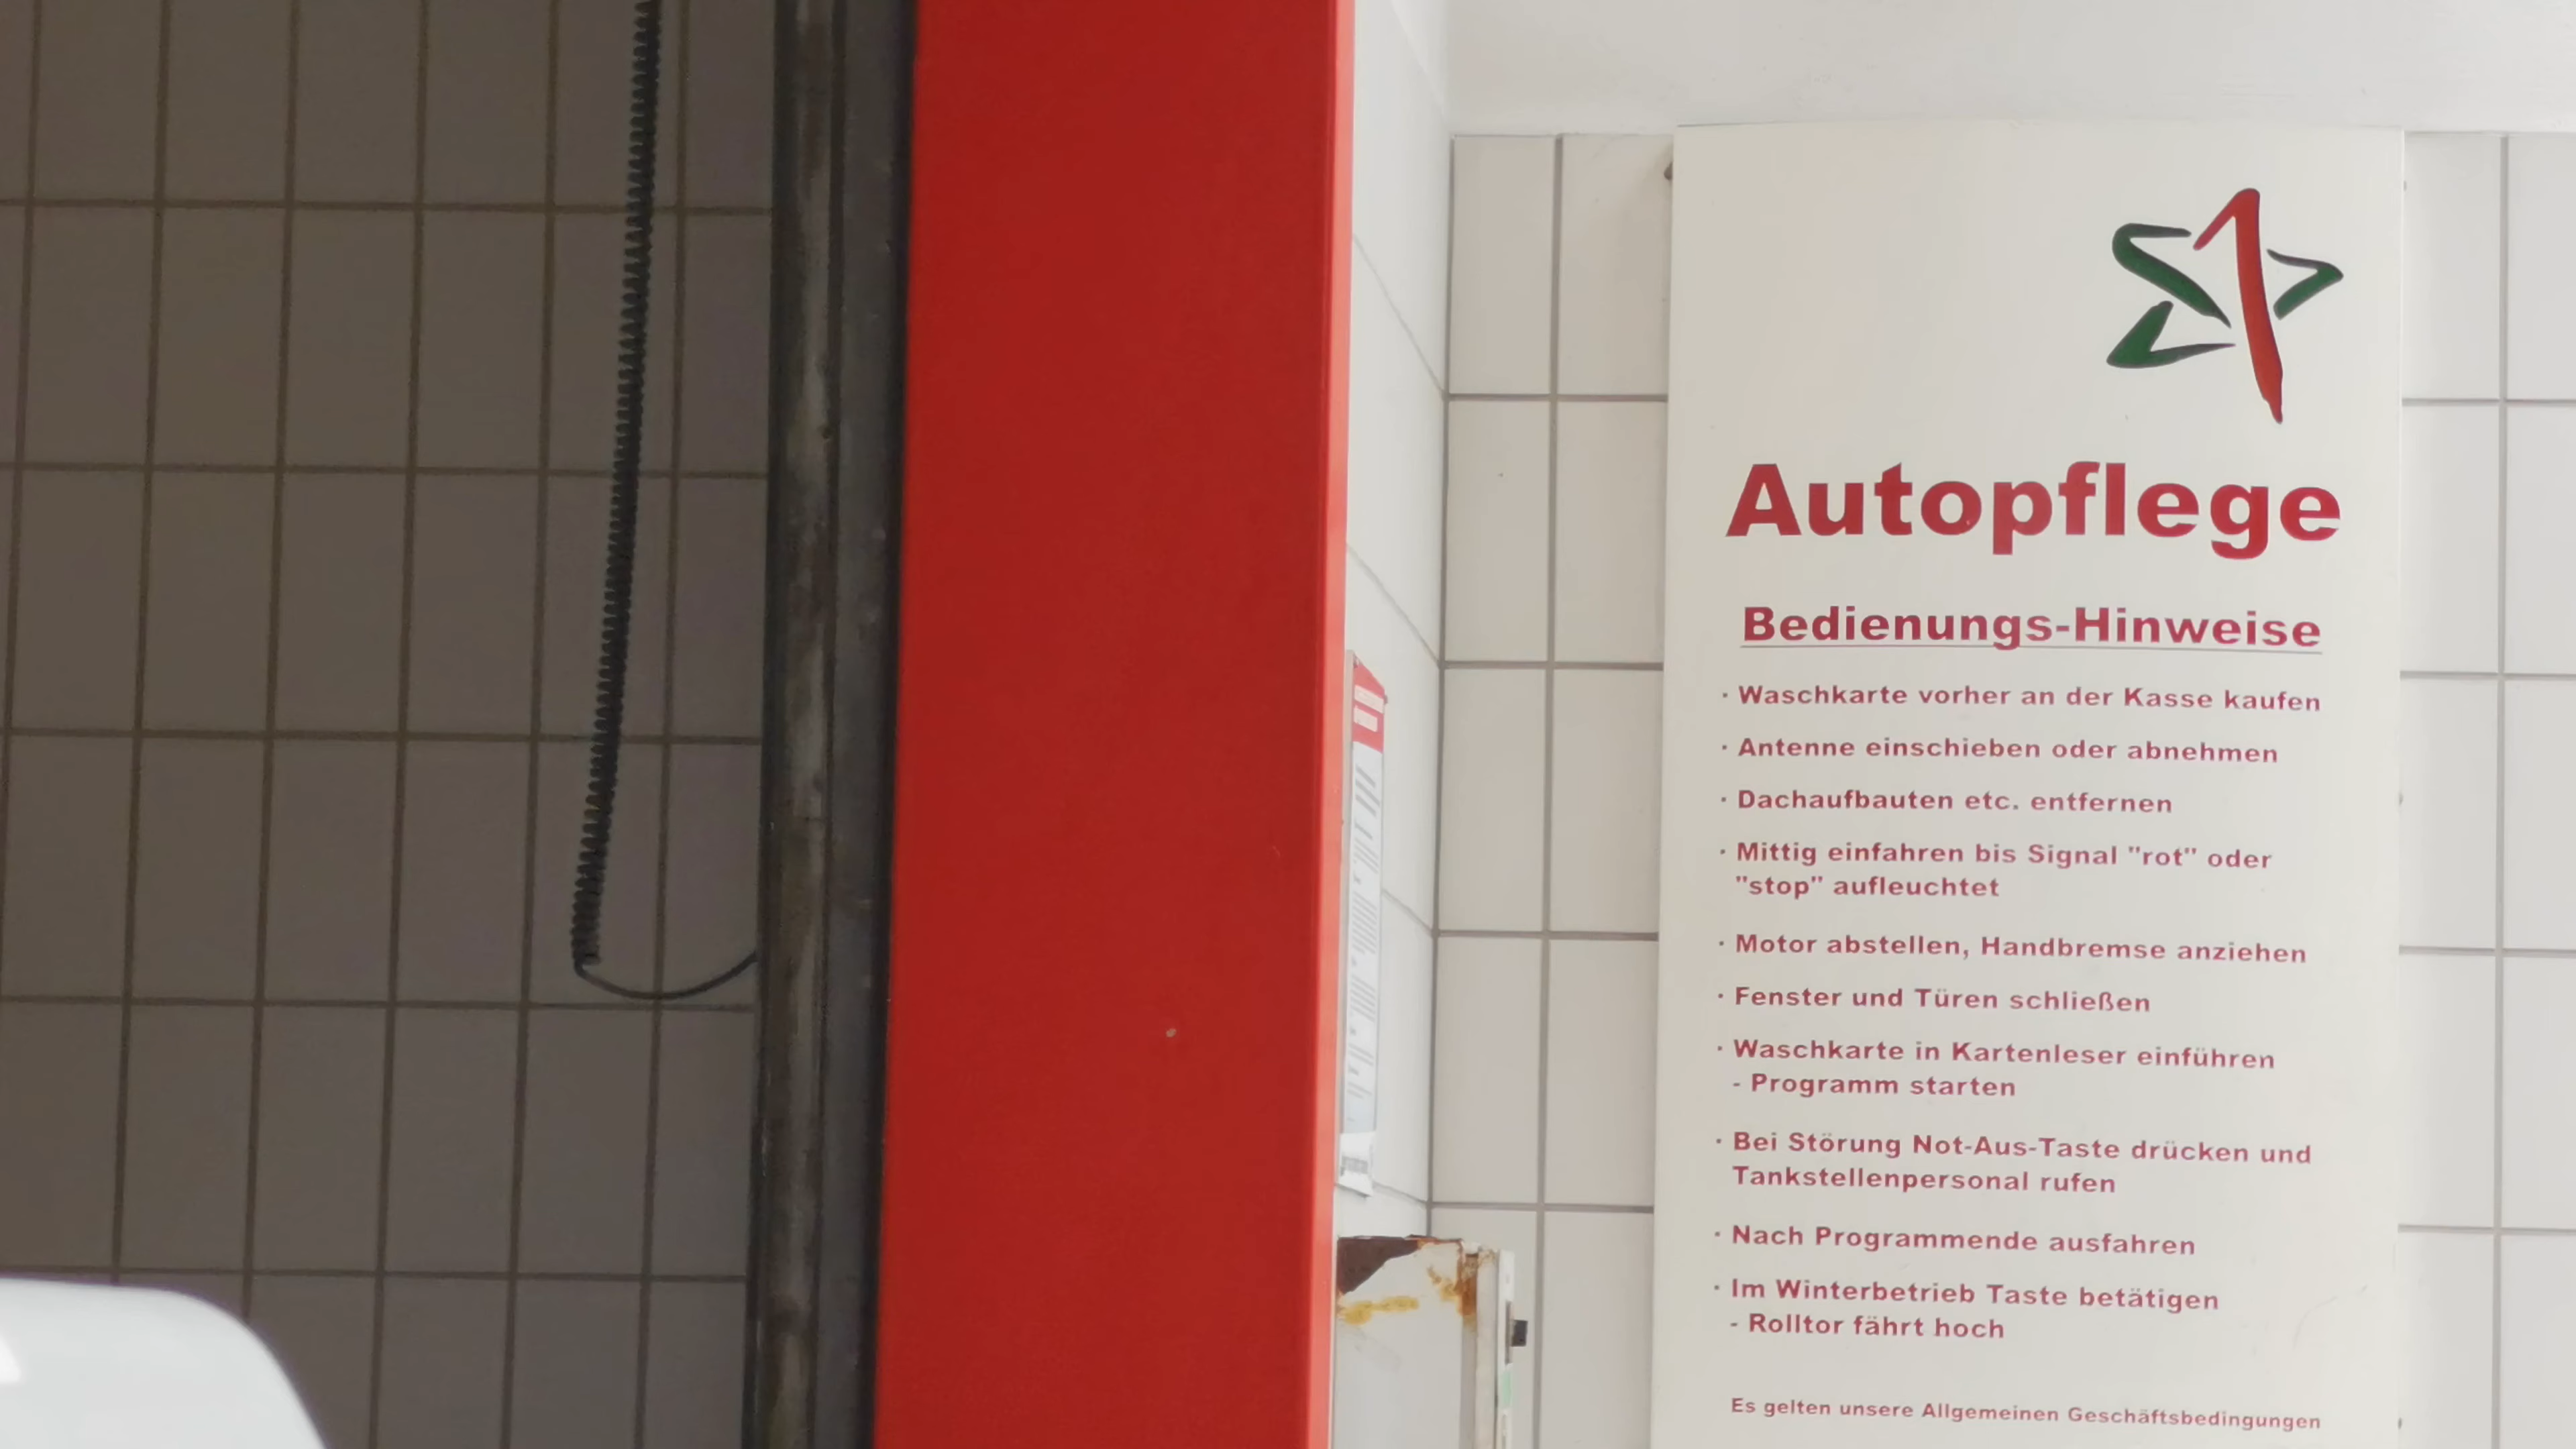 Autopflege
Bedienungs-Hinweise
· Waschkarte vorher an der Kasse kaufen
· Antenne einschieben oder abnehmen
· Dachaufbauten etc. entfernen
· Mittig einfahren bis Signal "rot" oder
"stop" aufleuchtet
· Motor abstellen, Handbremse anziehen
· Fenster und Türen schließen
· Waschkarte in Kartenleser einführen
- Programm starten
· Bei Störung Not-Aus-Taste drücken und
Tankstellenpersonal rufen
· Nach Programmende ausfahren
· Im Winterbetrieb Taste betätigen
- Rolltor fährt hoch
Es gelten unsere Allgemeinen Geschäftsbedingungen